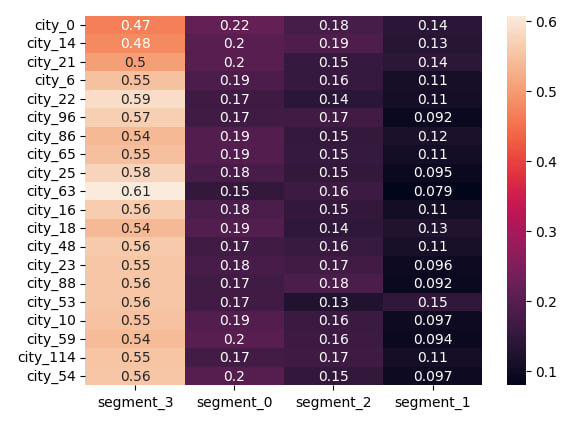 city_0 0.47 0.22 0.18 0.14
city_14 0.48 0.2 0.19 0.13
city_21 0.5 0.2 0.15 0.14
city_6 0.55 0.19 0.16 0.11
city_22 0.59 0.17 0.14 0.11
city_96 0.57 0.17 0.17 0.092
city_86 0.54 0.19 0.15 0.12
city_65 0.55 0.19 0.15 0.11
city_25 0.58 0.18 0.15 0.095
city_63 0.61 0.15 0.16 0.079
city_16 0.56 0.18 0.15 0.11
city_18 0.54 0.19 0.14 0.13
city_48 0.56 0.17 0.16 0.11
city_23 0.55 0.18 0.17 0.096
city_88 0.56 0.17 0.18 0.092
city_53 0.56 0.17 0.13 0.15
city_10 0.55 0.19 0.16 0.097
city_59 0.54 0.2 0.16 0.094
city_114 0.55 0.17 0.17 0.11
city_54 0.56 0.2 0.15 0.097
segment_3 segment_0 segment_2 segment_1
0.6
0.5
0.4
0.3
0.2
0.1